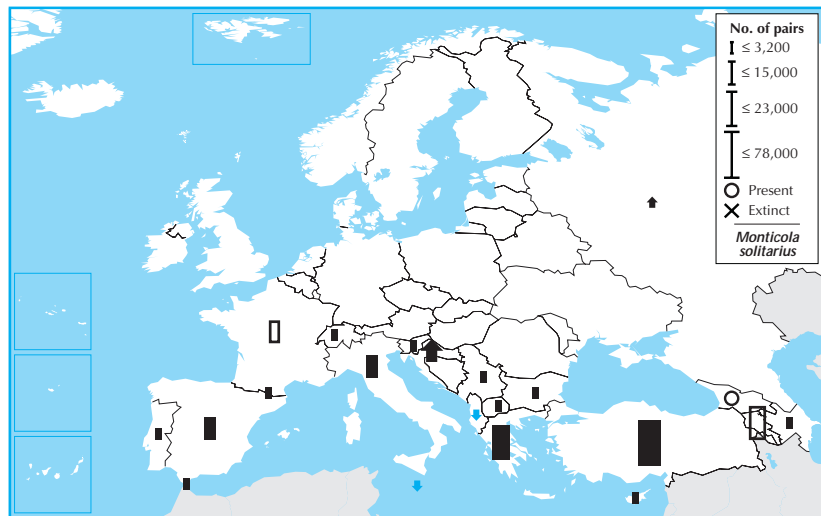 No. of pairs
≤ 3,200
≤ 15,000
≤ 23,000
≤ 78,000
Present
Extinct
Monticola
solitarius